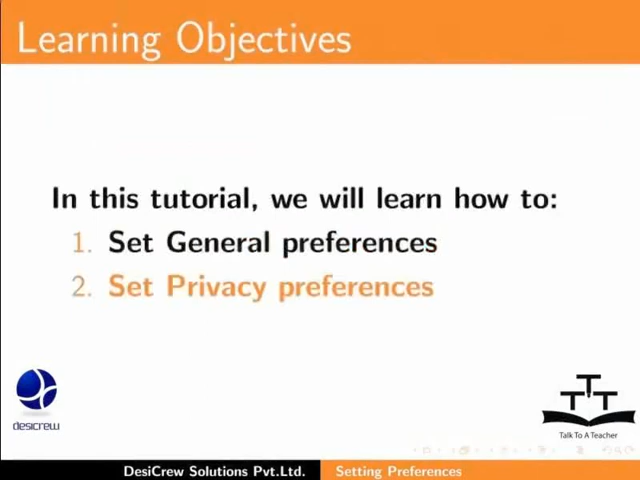 Learning Objectives
In this tutorial, we will learn how to:
1. Set General preferences
2. Set Privacy preferences
desicrew
TTT
Talk To A Teacher
DesiCrew Solutions Pvt.Ltd.
Setting Preferences